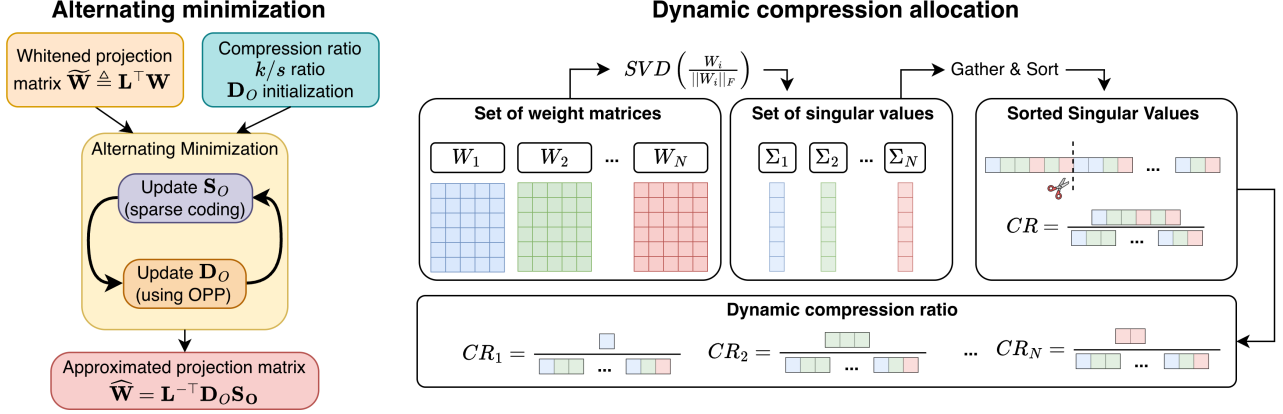 Alternating minimization
Whitened projection
matrix W̃ ≜ L⊤W
Compression ratio
k/s ratio
D_O initialization
Alternating Minimization
Update S_O
(sparse coding)
Update D_O
(using OPP)
Approximated projection matrix
Ŵ = L^{-⊤}D_OS_O
Dynamic compression allocation
SVD (W_i / ||W_i||_F)
Gather & Sort
Set of weight matrices
W_1 W_2 ... W_N
Set of singular values
Σ_1 Σ_2 ... Σ_N
Sorted Singular Values
...
CR =
...
Dynamic compression ratio
CR_1 = ... CR_2 = ... ... CR_N = ...